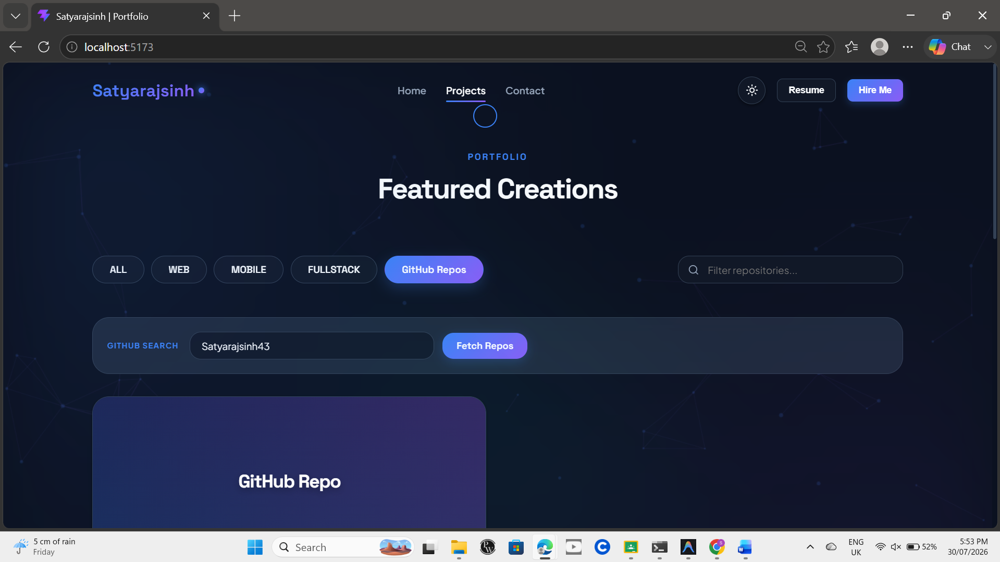 Satyarajsinh | Portfolio
localhost:5173
Chat
Satyarajsinh
Home
Projects
Contact
Resume
Hire Me
PORTFOLIO
Featured Creations
ALL
WEB
MOBILE
FULLSTACK
GitHub Repos
Filter repositories...
GITHUB SEARCH
Satyarajsinh43
Fetch Repos
GitHub Repo
5 cm of rain
Friday
Search
PW
W
S
ENG
UK
52%
5:53 PM
30/07/2026